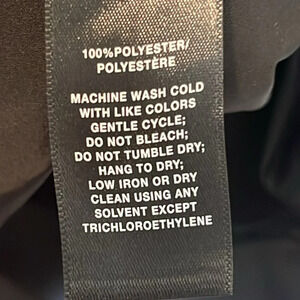 100%POLYESTER/
POLYESTÈRE
MACHINE WASH COLD
WITH LIKE COLORS
GENTLE CYCLE;
DO NOT BLEACH;
DO NOT TUMBLE DRY;
HANG TO DRY;
LOW IRON OR DRY
CLEAN USING ANY
SOLVENT EXCEPT
TRICHLOROETHYLENE